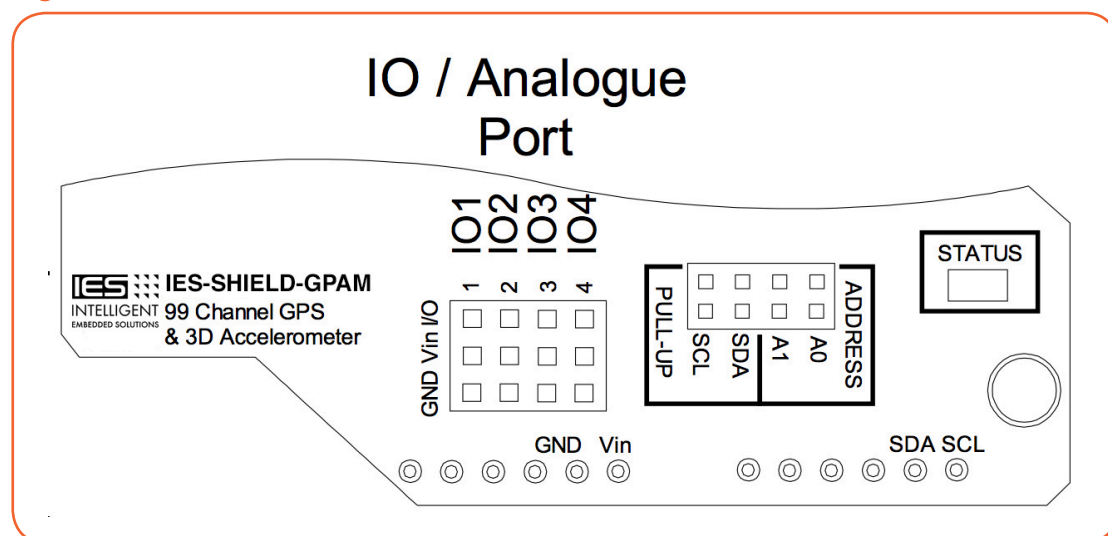 IO / Analogue
Port
IO1 IO2 IO3 IO4
IES
INTELLIGENT
EMBEDDED SOLUTIONS
IES-SHIELD-GPAM
99 Channel GPS
& 3D Accelerometer
1 2 3 4
GND Vin I/O
PULL-UP
SCL SDA A1 A0
ADDRESS
STATUS
GND Vin
SDA SCL